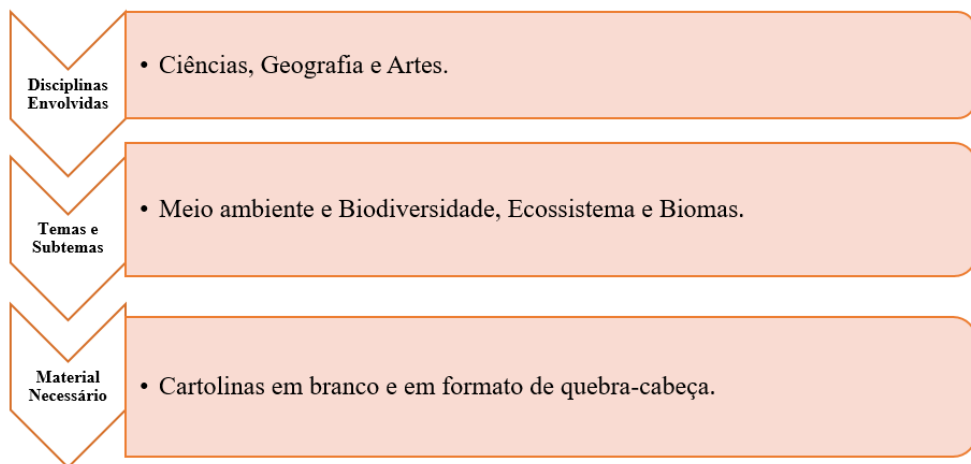 Disciplinas
Envolvidas
• Ciências, Geografia e Artes.
Temas e
Subtemas
• Meio ambiente e Biodiversidade, Ecossistema e Biomas.
Material
Necessário
• Cartolinas em branco e em formato de quebra-cabeça.